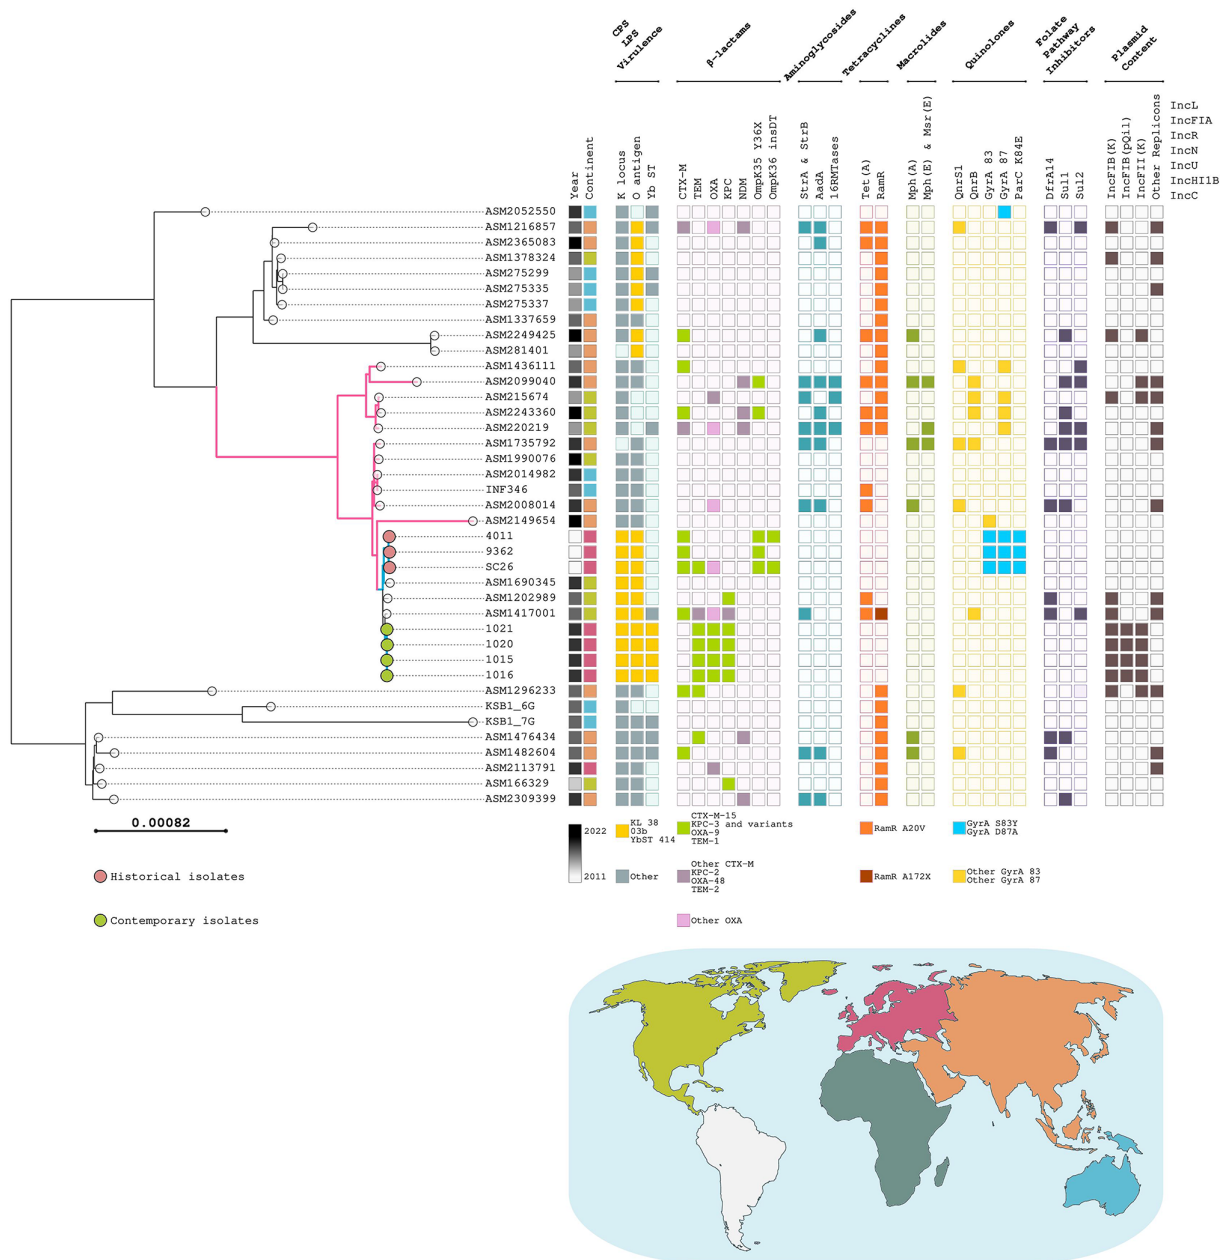 CPS
LPS
Virulence
β-lactams
Aminoglycosides
Tetracyclines
Macrolides
Quinolones
Folate
Pathway
Inhibitors
Plasmid
Content
Year
Continent
K locus
O antigen
Yb ST
CTX-M
TEM
OXA
KPC
NDM
OmpK35 Y36X
OmpK36 insDT
StrA & StrB
AadA
16RMTases
Tet(A)
RamR
Mph(A)
Mph(E) & Msr(E)
QnrS1
QnrB
GyrA 83
GyrA 87
ParC K84E
DfrA14
Sul1
Sul2
IncFIB(K)
IncFIB(pQil)
IncFII(K)
Other Replicons
IncL
IncFIA
IncR
IncN
IncU
IncHI1B
IncC
ASM2052550
ASM1216857
ASM2365083
ASM1378324
ASM275299
ASM275335
ASM275337
ASM1337659
ASM2249425
ASM281401
ASM1436111
ASM2099040
ASM215674
ASM2243360
ASM220219
ASM1735792
ASM1990076
ASM2014982
INF346
ASM2008014
ASM2149654
4011
9362
SC26
ASM1690345
ASM1202989
ASM1417001
1021
1020
1015
1016
ASM1296233
KSB1_6G
KSB1_7G
ASM1476434
ASM1482604
ASM2113791
ASM166329
ASM2309399
0.00082
Historical isolates
Contemporary isolates
2022
2011
KL 38
O3b
YbST 414
Other
CTX-M-15
KPC-3 and variants
OXA-9
TEM-1
Other CTX-M
KPC-2
OXA-48
TEM-2
Other OXA
RamR A20V
RamR A172X
GyrA S83Y
GyrA D87A
Other GyrA 83
Other GyrA 87